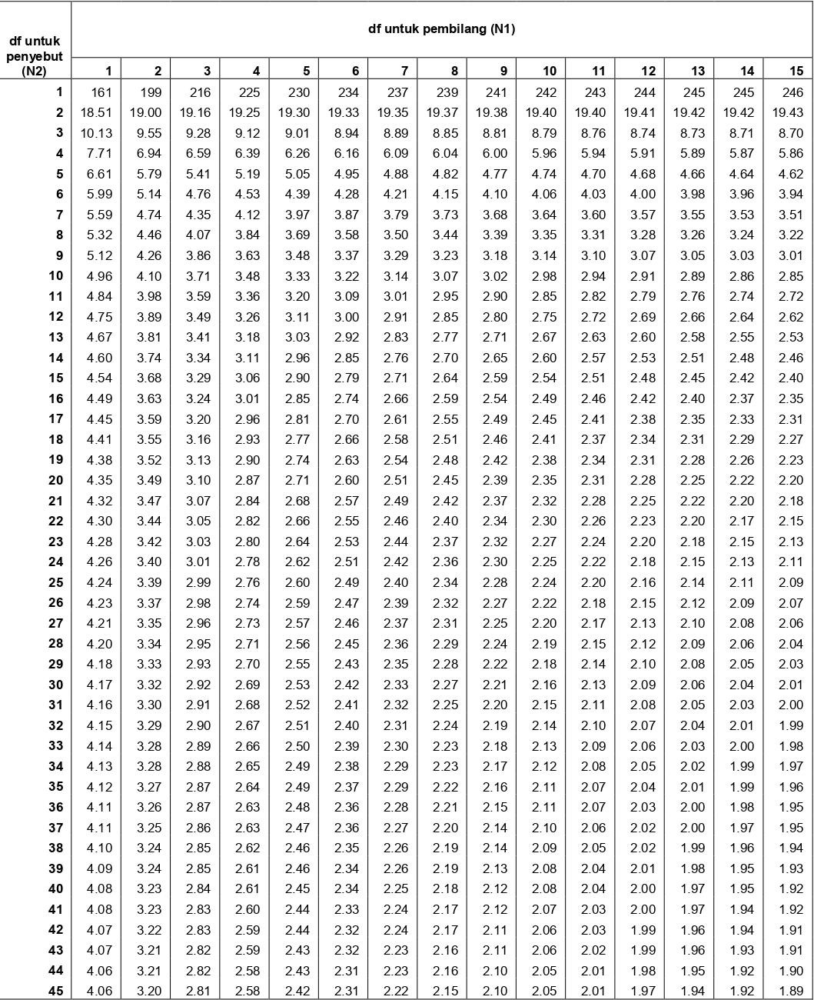 df untuk pembilang (N1)
df untuk
penyebut
(N2)
1 2 3 4 5 6 7 8 9 10 11 12 13 14 15
1 161 199 216 225 230 234 237 239 241 242 243 244 245 245 246
2 18.51 19.00 19.16 19.25 19.30 19.33 19.35 19.37 19.38 19.40 19.40 19.41 19.42 19.42 19.43
3 10.13 9.55 9.28 9.12 9.01 8.94 8.89 8.85 8.81 8.79 8.76 8.74 8.73 8.71 8.70
4 7.71 6.94 6.59 6.39 6.26 6.16 6.09 6.04 6.00 5.96 5.94 5.91 5.89 5.87 5.86
5 6.61 5.79 5.41 5.19 5.05 4.95 4.88 4.82 4.77 4.74 4.70 4.68 4.66 4.64 4.62
6 5.99 5.14 4.76 4.53 4.39 4.28 4.21 4.15 4.10 4.06 4.03 4.00 3.98 3.96 3.94
7 5.59 4.74 4.35 4.12 3.97 3.87 3.79 3.73 3.68 3.64 3.60 3.57 3.55 3.53 3.51
8 5.32 4.46 4.07 3.84 3.69 3.58 3.50 3.44 3.39 3.35 3.31 3.28 3.26 3.24 3.22
9 5.12 4.26 3.86 3.63 3.48 3.37 3.29 3.23 3.18 3.14 3.10 3.07 3.05 3.03 3.01
10 4.96 4.10 3.71 3.48 3.33 3.22 3.14 3.07 3.02 2.98 2.94 2.91 2.89 2.86 2.85
11 4.84 3.98 3.59 3.36 3.20 3.09 3.01 2.95 2.90 2.85 2.82 2.79 2.76 2.74 2.72
12 4.75 3.89 3.49 3.26 3.11 3.00 2.91 2.85 2.80 2.75 2.72 2.69 2.66 2.64 2.62
13 4.67 3.81 3.41 3.18 3.03 2.92 2.83 2.77 2.71 2.67 2.63 2.60 2.58 2.55 2.53
14 4.60 3.74 3.34 3.11 2.96 2.85 2.76 2.70 2.65 2.60 2.57 2.53 2.51 2.48 2.46
15 4.54 3.68 3.29 3.06 2.90 2.79 2.71 2.64 2.59 2.54 2.51 2.48 2.45 2.42 2.40
16 4.49 3.63 3.24 3.01 2.85 2.74 2.66 2.59 2.54 2.49 2.46 2.42 2.40 2.37 2.35
17 4.45 3.59 3.20 2.96 2.81 2.70 2.61 2.55 2.49 2.45 2.41 2.38 2.35 2.33 2.31
18 4.41 3.55 3.16 2.93 2.77 2.66 2.58 2.51 2.46 2.41 2.37 2.34 2.31 2.29 2.27
19 4.38 3.52 3.13 2.90 2.74 2.63 2.54 2.48 2.42 2.38 2.34 2.31 2.28 2.26 2.23
20 4.35 3.49 3.10 2.87 2.71 2.60 2.51 2.45 2.39 2.35 2.31 2.28 2.25 2.22 2.20
21 4.32 3.47 3.07 2.84 2.68 2.57 2.49 2.42 2.37 2.32 2.28 2.25 2.22 2.20 2.18
22 4.30 3.44 3.05 2.82 2.66 2.55 2.46 2.40 2.34 2.30 2.26 2.23 2.20 2.17 2.15
23 4.28 3.42 3.03 2.80 2.64 2.53 2.44 2.37 2.32 2.27 2.24 2.20 2.18 2.15 2.13
24 4.26 3.40 3.01 2.78 2.62 2.51 2.42 2.36 2.30 2.25 2.22 2.18 2.15 2.13 2.11
25 4.24 3.39 2.99 2.76 2.60 2.49 2.40 2.34 2.28 2.24 2.20 2.16 2.14 2.11 2.09
26 4.23 3.37 2.98 2.74 2.59 2.47 2.39 2.32 2.27 2.22 2.18 2.15 2.12 2.09 2.07
27 4.21 3.35 2.96 2.73 2.57 2.46 2.37 2.31 2.25 2.20 2.17 2.13 2.10 2.08 2.06
28 4.20 3.34 2.95 2.71 2.56 2.45 2.36 2.29 2.24 2.19 2.15 2.12 2.09 2.06 2.04
29 4.18 3.33 2.93 2.70 2.55 2.43 2.35 2.28 2.22 2.18 2.14 2.10 2.08 2.05 2.03
30 4.17 3.32 2.92 2.69 2.53 2.42 2.33 2.27 2.21 2.16 2.13 2.09 2.06 2.04 2.01
31 4.16 3.30 2.91 2.68 2.52 2.41 2.32 2.25 2.20 2.15 2.11 2.08 2.05 2.03 2.00
32 4.15 3.29 2.90 2.67 2.51 2.40 2.31 2.24 2.19 2.14 2.10 2.07 2.04 2.01 1.99
33 4.14 3.28 2.89 2.66 2.50 2.39 2.30 2.23 2.18 2.13 2.09 2.06 2.03 2.00 1.98
34 4.13 3.28 2.88 2.65 2.49 2.38 2.29 2.23 2.17 2.12 2.08 2.05 2.02 1.99 1.97
35 4.12 3.27 2.87 2.64 2.49 2.37 2.29 2.22 2.16 2.11 2.07 2.04 2.01 1.99 1.96
36 4.11 3.26 2.87 2.63 2.48 2.36 2.28 2.21 2.15 2.11 2.07 2.03 2.00 1.98 1.95
37 4.11 3.25 2.86 2.63 2.47 2.36 2.27 2.20 2.14 2.10 2.06 2.02 2.00 1.97 1.95
38 4.10 3.24 2.85 2.62 2.46 2.35 2.26 2.19 2.14 2.09 2.05 2.02 1.99 1.96 1.94
39 4.09 3.24 2.85 2.61 2.46 2.34 2.26 2.19 2.13 2.08 2.04 2.01 1.98 1.95 1.93
40 4.08 3.23 2.84 2.61 2.45 2.34 2.25 2.18 2.12 2.08 2.04 2.00 1.97 1.95 1.92
41 4.08 3.23 2.83 2.60 2.44 2.33 2.24 2.17 2.12 2.07 2.03 2.00 1.97 1.94 1.92
42 4.07 3.22 2.83 2.59 2.44 2.32 2.24 2.17 2.11 2.06 2.03 1.99 1.96 1.94 1.91
43 4.07 3.21 2.82 2.59 2.43 2.32 2.23 2.16 2.11 2.06 2.02 1.99 1.96 1.93 1.91
44 4.06 3.21 2.82 2.58 2.43 2.31 2.23 2.16 2.10 2.05 2.01 1.98 1.95 1.92 1.90
45 4.06 3.20 2.81 2.58 2.42 2.31 2.22 2.15 2.10 2.05 2.01 1.97 1.94 1.92 1.89